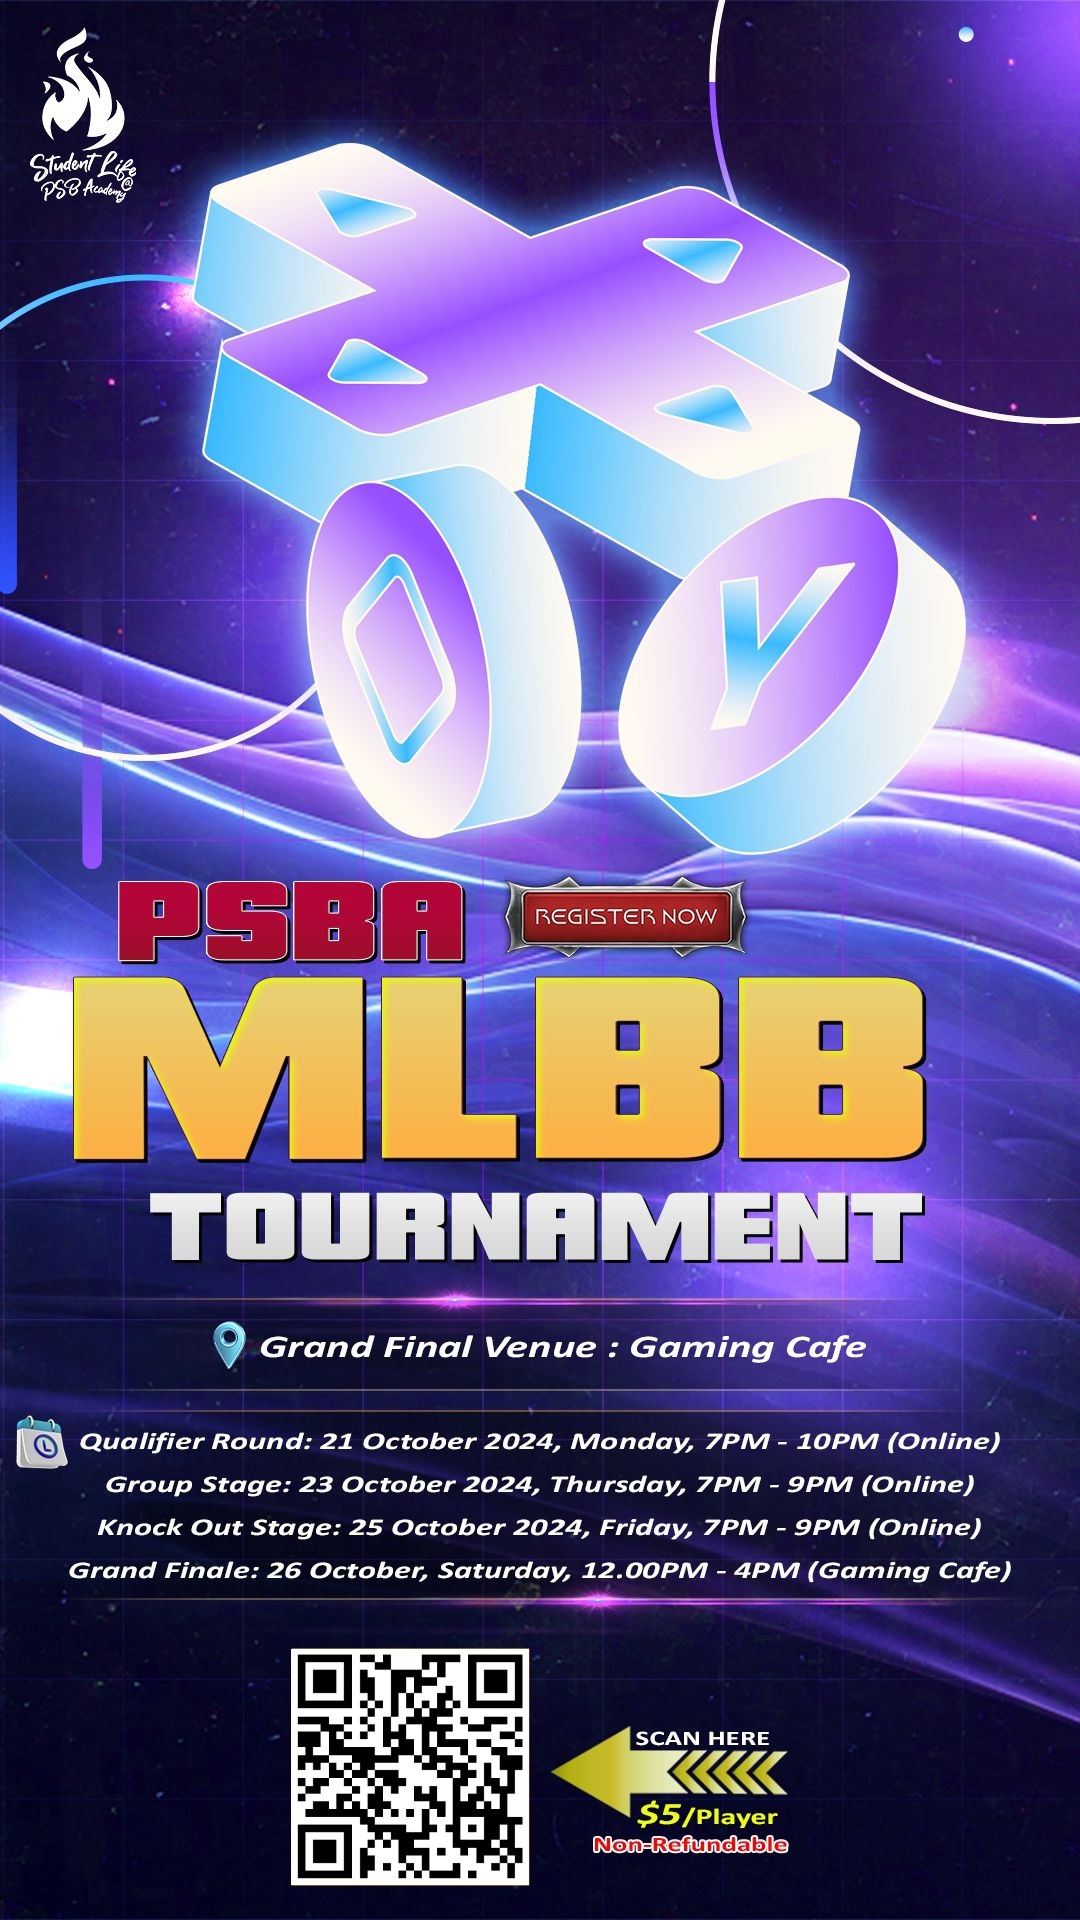 Student Life
@
PSB Academy
Y
PSBA
REGISTER NOW
MLBB
TOURNAMENT
Grand Final Venue : Gaming Cafe
Qualifier Round: 21 October 2024, Monday, 7PM - 10PM (Online)
Group Stage: 23 October 2024, Thursday, 7PM - 9PM (Online)
Knock Out Stage: 25 October 2024, Friday, 7PM - 9PM (Online)
Grand Finale: 26 October, Saturday, 12.00PM - 4PM (Gaming Cafe)
SCAN HERE
$5/Player
Non-Refundable